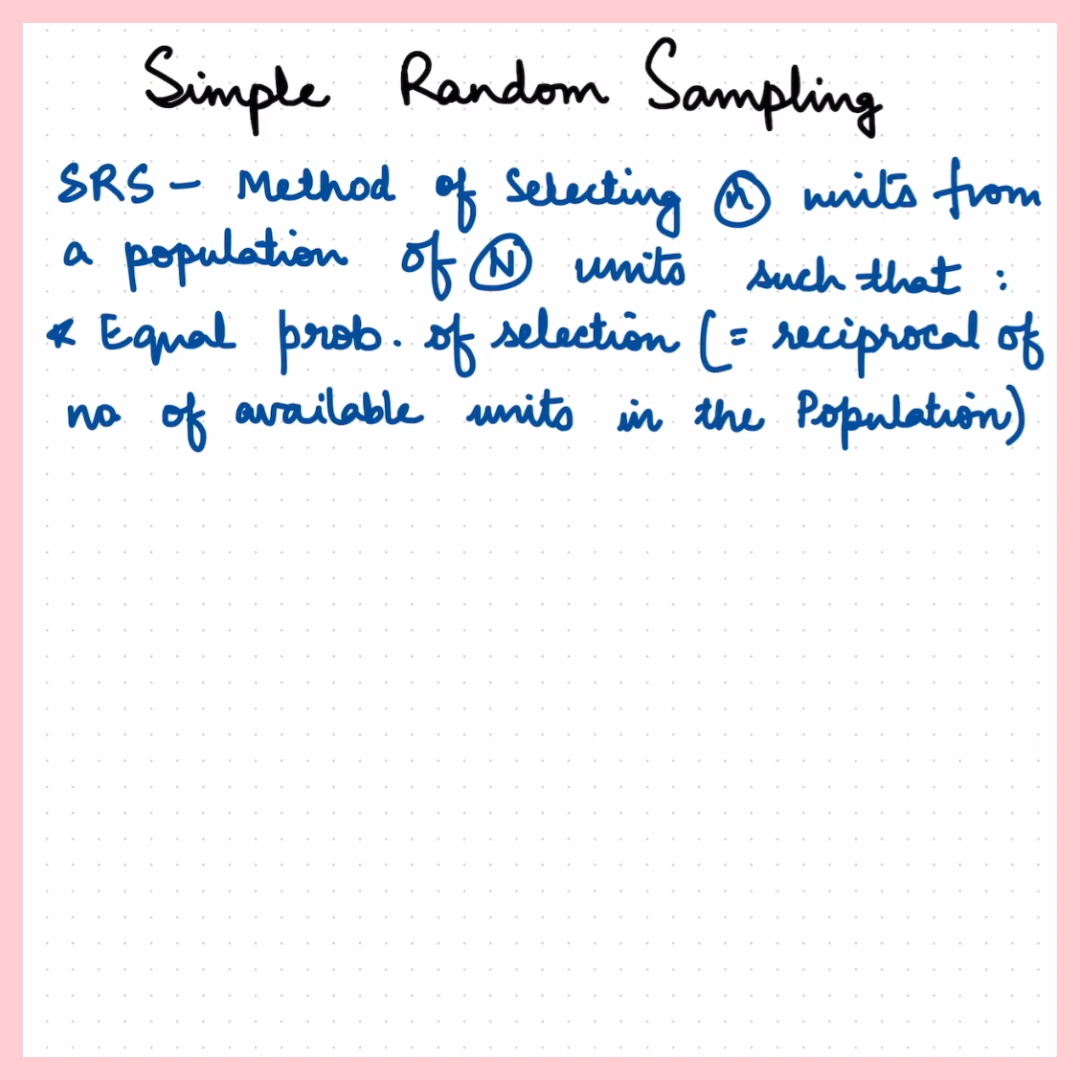 Simple Random Sampling
SRS - Method of Selecting n units from
a population of N units such that :
* Equal prob. of selection (= reciprocal of
no of available units in the Population)